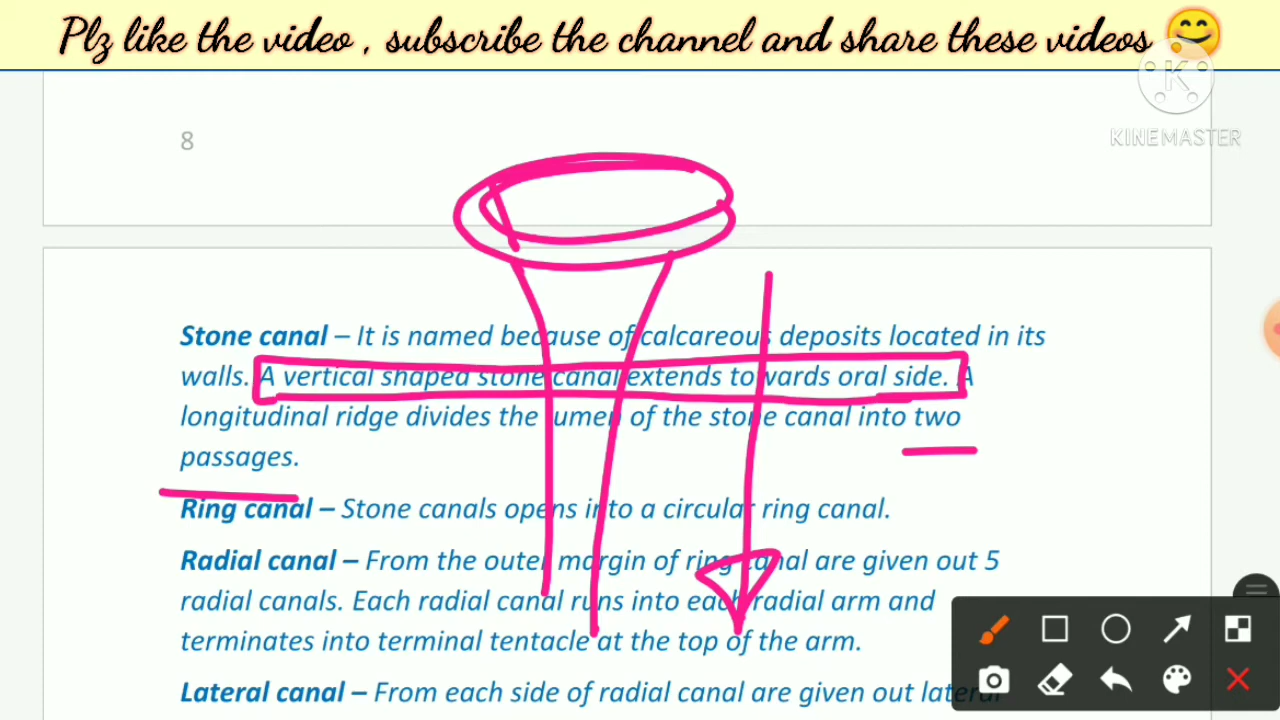 Plz like the video , subscribe the channel and share these videos 😊
K
KINEMASTER
8
Stone canal – It is named because of calcareous deposits located in its
walls. A vertical shaped stone canal extends towards oral side. A
longitudinal ridge divides the lumen of the stone canal into two
passages.
Ring canal – Stone canals opens into a circular ring canal.
Radial canal – From the outer margin of ring canal are given out 5
radial canals. Each radial canal runs into each radial arm and
terminates into terminal tentacle at the top of the arm.
Lateral canal – From each side of radial canal are given out lateral